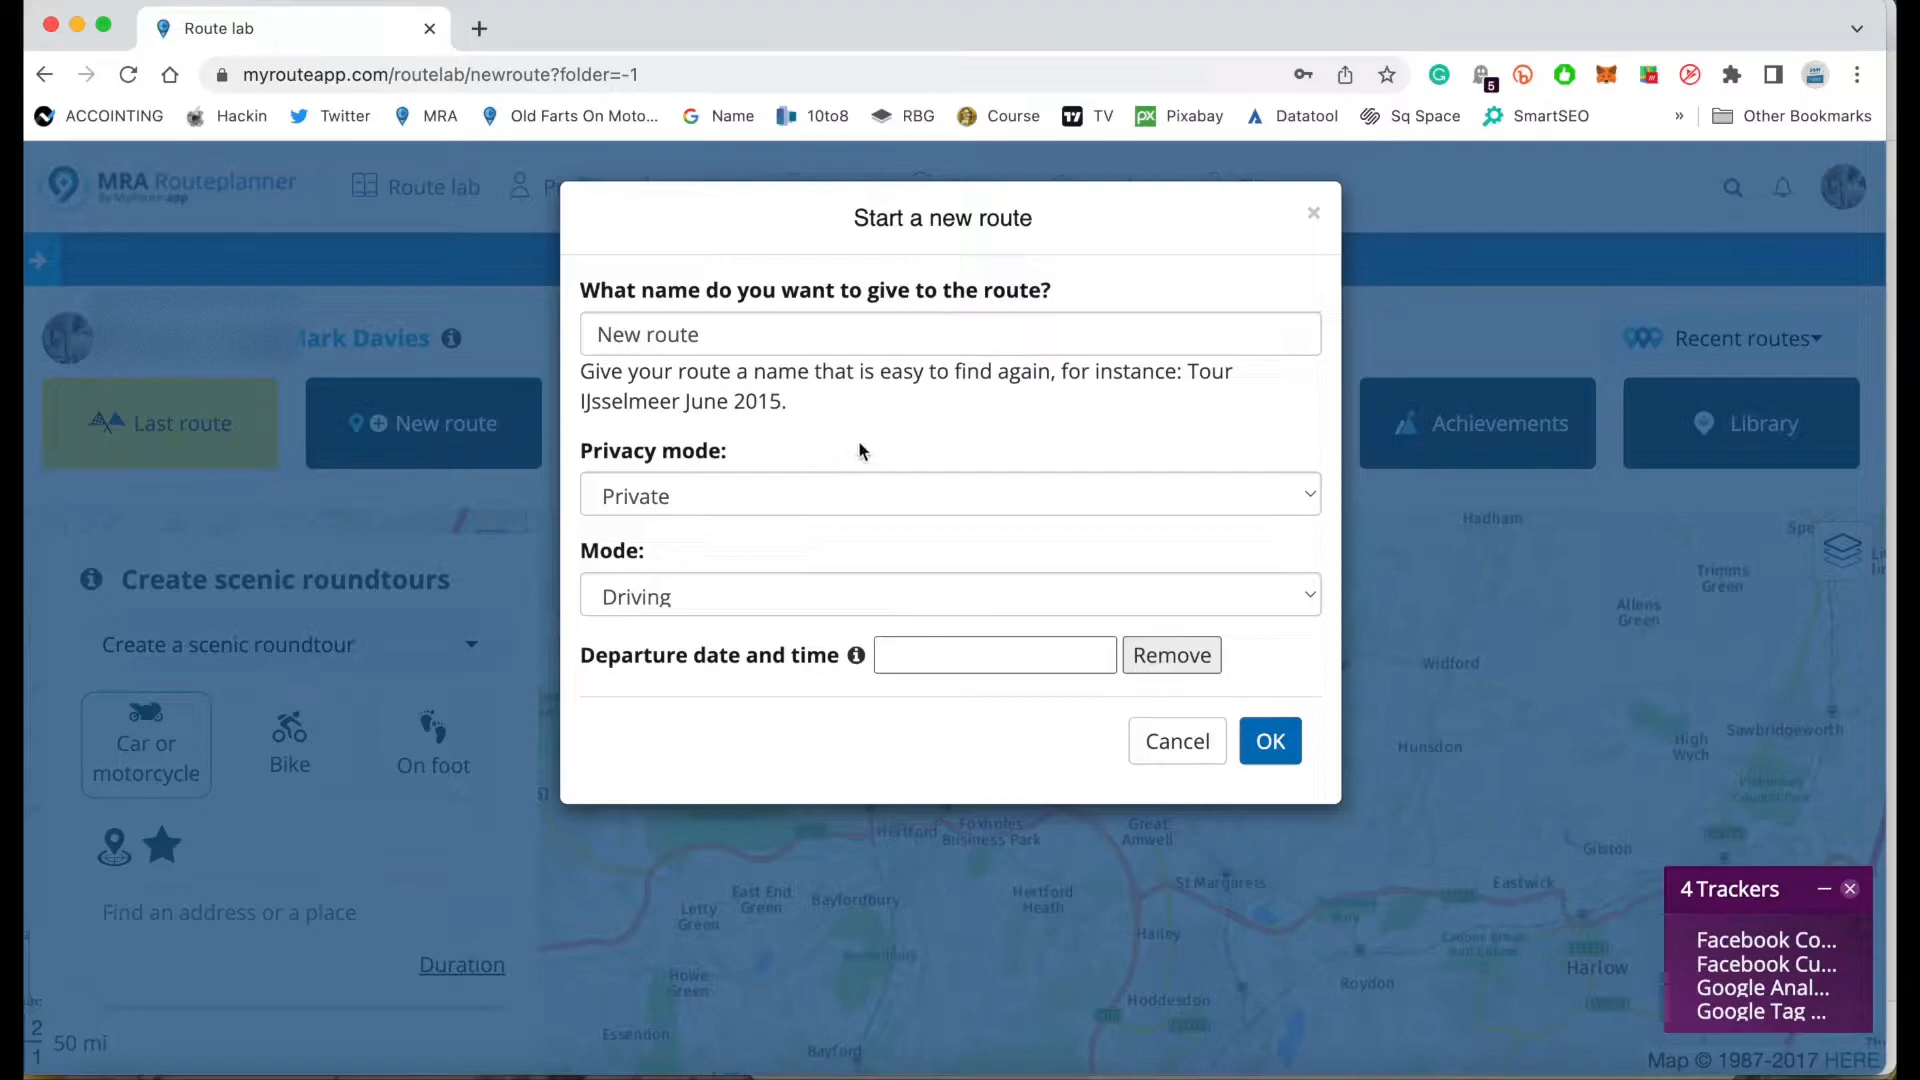 Route lab
myrouteapp.com/routelab/newroute?folder=-1
5
ACCOINTING Hackin Twitter MRA Old Farts On Moto... Name 10to8 RBG Course TV Pixabay Datatool Sq Space SmartSEO » Other Bookmarks
MRA Routeplanner
By MyRoute-app
Route lab
Start a new route
×
What name do you want to give to the route?
New route
Give your route a name that is easy to find again, for instance: Tour
IJsselmeer June 2015.
Privacy mode:
Private
Mode:
Driving
Departure date and time
Remove
Cancel OK
Mark Davies
Recent routes
Last route New route Achievements Library
Create scenic roundtours
Create a scenic roundtour
Car or
motorcycle
Bike
On foot
Find an address or a place
Duration
50 mi
Hadham
Trimms
Green
Allens
Green
Widford
Sawbridgeworth
High
Wych
Hunsdon
Hertford
Foxholes
Business Park
Great
Amwell
Gilston
St Margarets
Eastwick
East End
Green
Bayfordbury
Hertford
Heath
Letty
Green
Hailey
Harlow
Roydon
Howe
Green
Hoddesdon
Essendon
Bayford
4 Trackers
Facebook Co...
Facebook Cu...
Google Anal...
Google Tag ...
Map © 1987-2017 HERE